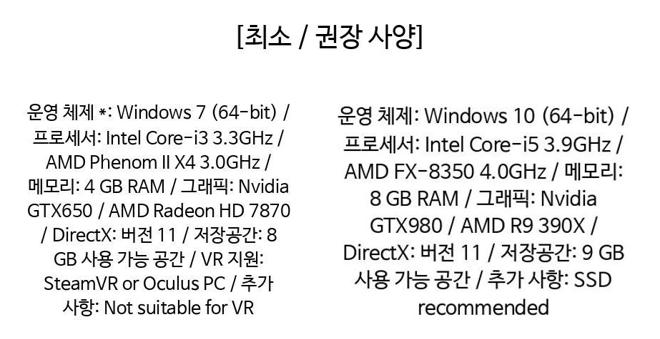 [최소 / 권장 사양]
운영 체제 *: Windows 7 (64-bit) /
프로세서: Intel Core-i3 3.3GHz /
AMD Phenom II X4 3.0GHz /
메모리: 4 GB RAM / 그래픽: Nvidia
GTX650 / AMD Radeon HD 7870
/ DirectX: 버전 11 / 저장공간: 8
GB 사용 가능 공간 / VR 지원:
SteamVR or Oculus PC / 추가
사항: Not suitable for VR
운영 체제: Windows 10 (64-bit) /
프로세서: Intel Core-i5 3.9GHz /
AMD FX-8350 4.0GHz / 메모리:
8 GB RAM / 그래픽: Nvidia
GTX980 / AMD R9 390X /
DirectX: 버전 11 / 저장공간: 9 GB
사용 가능 공간 / 추가 사항: SSD
recommended